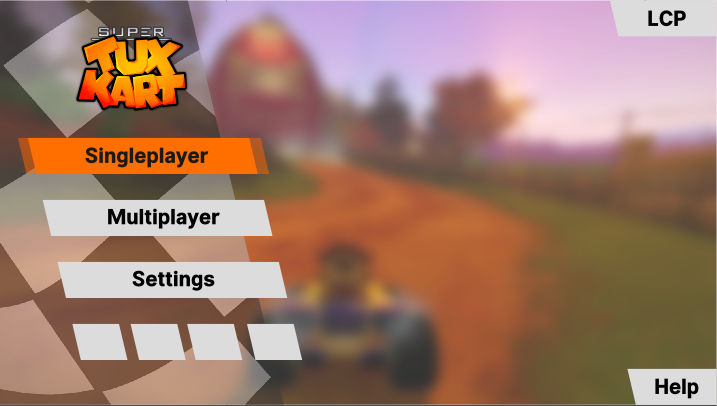 SUPER
TUX
KART
LCP
Singleplayer
Multiplayer
Settings
Help